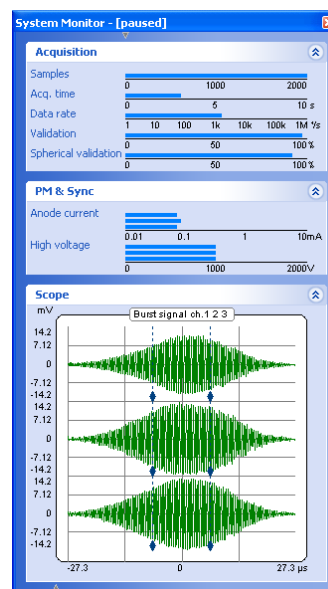 System Monitor - [paused]
Acquisition
Samples
0 1000 2000
Acq. time
0 5 10 s
Data rate
1 10 100 1k 10k 100k 1M ¹/s
Validation
0 50 100 %
Spherical validation
0 50 100 %
PM & Sync
Anode current
0.01 0.1 1 10mA
High voltage
0 1000 2000V
Scope
mV
Burst signal ch.1 2 3
14.2
7.12
0
-7.12
-14.2
14.2
7.12
0
-7.12
-14.2
14.2
7.12
0
-7.12
-14.2
-27.3 0 27.3 µs